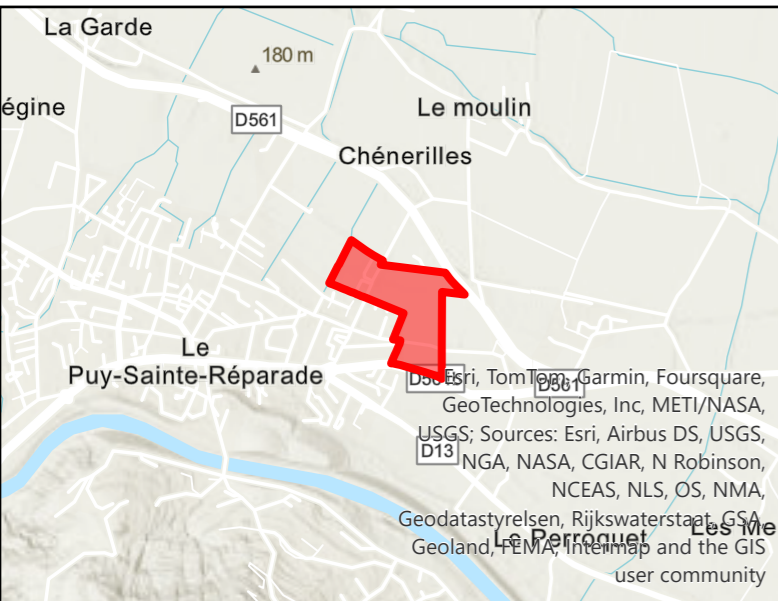 La Garde
180 m
égine
D561
Le moulin
Chénerilles
Le
Puy-Sainte-Réparade
D561
D13
Le Perroquet
Esri, TomTom, Garmin, Foursquare,
GeoTechnologies, Inc, METI/NASA,
USGS; Sources: Esri, Airbus DS, USGS,
NGA, NASA, CGIAR, N Robinson,
NCEAS, NLS, OS, NMA,
Geodatastyrelsen, Rijkswaterstaat, GSA,
Geoland, FEMA, Intermap and the GIS
user community